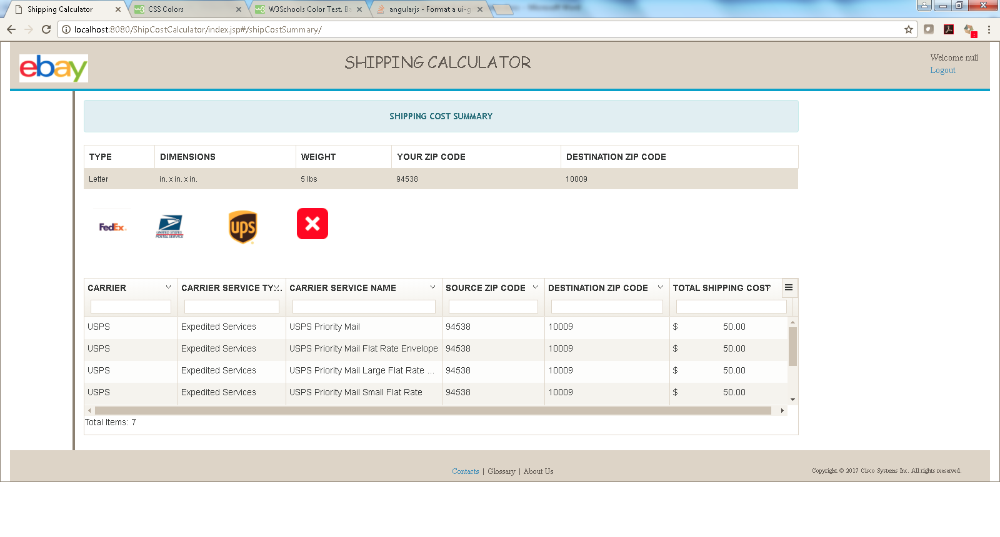 Shipping Calculator
CSS Colors
W3Schools Color Test. Ba
angularjs - Format a ui-g
localhost:8080/ShipCostCalculator/index.jsp#/shipCostSummary/
ebay
SHIPPING CALCULATOR
Welcome null
Logout
SHIPPING COST SUMMARY
TYPE DIMENSIONS WEIGHT YOUR ZIP CODE DESTINATION ZIP CODE
Letter in. x in. x in. 5 lbs 94538 10009
FedEx
UNITED STATES
POSTAL SERVICE
ups
CARRIER CARRIER SERVICE TY... CARRIER SERVICE NAME SOURCE ZIP CODE DESTINATION ZIP CODE TOTAL SHIPPING COST
USPS Expedited Services USPS Priority Mail 94538 10009 $ 50.00
USPS Expedited Services USPS Priority Mail Flat Rate Envelope 94538 10009 $ 50.00
USPS Expedited Services USPS Priority Mail Large Flat Rate ... 94538 10009 $ 50.00
USPS Expedited Services USPS Priority Mail Small Flat Rate 94538 10009 $ 50.00
Total Items: 7
Contacts | Glossary | About Us
Copyright © 2017 Cisco Systems Inc. All rights reeserved.